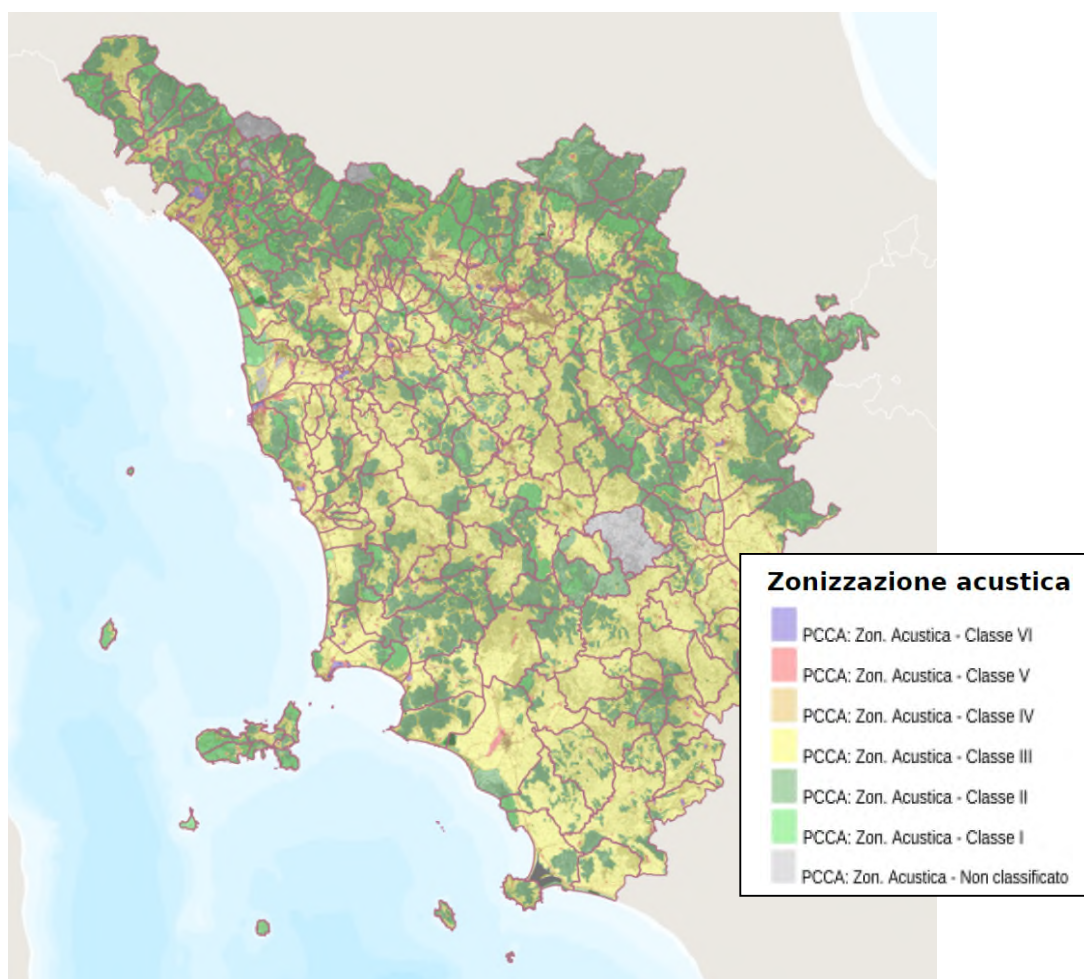 Zonizzazione acustica
PCCA: Zon. Acustica - Classe VI
PCCA: Zon. Acustica - Classe V
PCCA: Zon. Acustica - Classe IV
PCCA: Zon. Acustica - Classe III
PCCA: Zon. Acustica - Classe II
PCCA: Zon. Acustica - Classe I
PCCA: Zon. Acustica - Non classificato